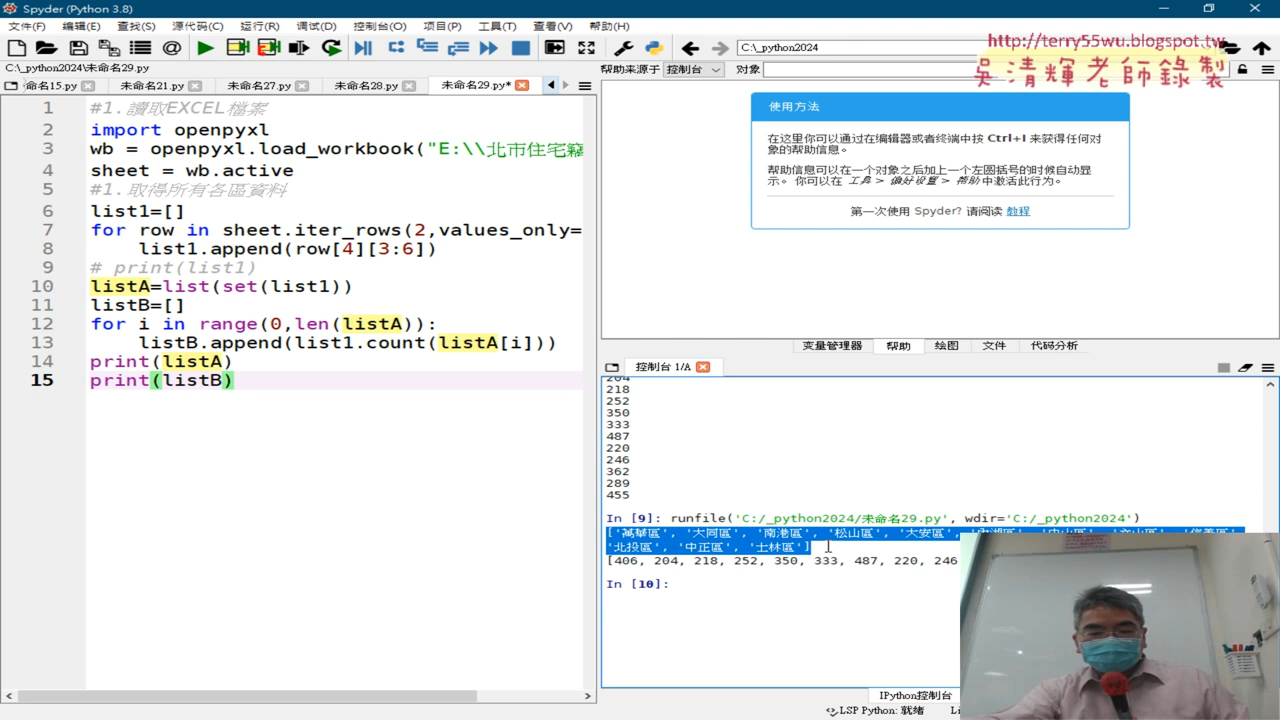 Spyder (Python 3.8)
文件(F) 编辑(E) 查找(S) 源代码(C) 运行(R) 调试(D) 控制台(O) 项目(P) 工具(T) 查看(V) 帮助(H)
C:\_python2024
http://terry55wu.blogspot.tw
吳清輝老師錄製
C:\_python2024\未命名29.py
命名15.py 未命名21.py 未命名27.py 未命名28.py 未命名29.py*
1 #1.讀取EXCEL檔案
2 import openpyxl
3 wb = openpyxl.load_workbook("E:\\北市住宅竊
4 sheet = wb.active
5 #1.取得所有各區資料
6 list1=[]
7 for row in sheet.iter_rows(2,values_only=
8 list1.append(row[4][3:6])
9 # print(list1)
10 listA=list(set(list1))
11 listB=[]
12 for i in range(0,len(listA)):
13 listB.append(list1.count(listA[i]))
14 print(listA)
15 print(listB)
帮助来源于 控制台 对象
使用方法
在这里你可以通过在编辑器或者终端中按 Ctrl+I 来获得任何对
象的帮助信息。
帮助信息可以在一个对象之后加上一个左圆括号的时候自动显
示。 你可以在 工具 > 偏好设置 > 帮助 中激活此行为。
第一次使用 Spyder? 请阅读 教程
变量管理器 帮助 绘图 文件 代码分析
控制台 1/A
204
218
252
350
333
487
220
246
362
289
455
In [9]: runfile('C:/_python2024/未命名29.py', wdir='C:/_python2024')
['萬華區', '大同區', '南港區', '松山區', '大安區',
'北投區', '中正區', '士林區']
[406, 204, 218, 252, 350, 333, 487, 220, 246
In [10]:
IPython控制台
LSP Python: 就绪